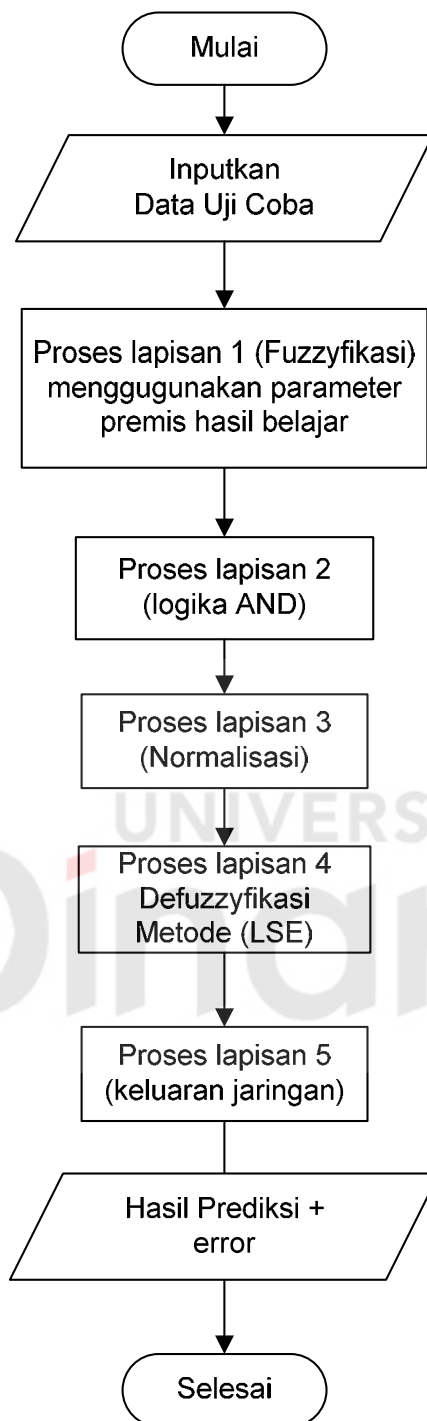 Mulai
Inputkan
Data Uji Coba
Proses lapisan 1 (Fuzzyfikasi)
menggugunakan parameter
premis hasil belajar
Proses lapisan 2
(logika AND)
Proses lapisan 3
(Normalisasi)
UNIVERS
Dinar
Proses lapisan 4
Defuzzyfikasi
Metode (LSE)
Proses lapisan 5
(keluaran jaringan)
Hasil Prediksi +
error
Selesai